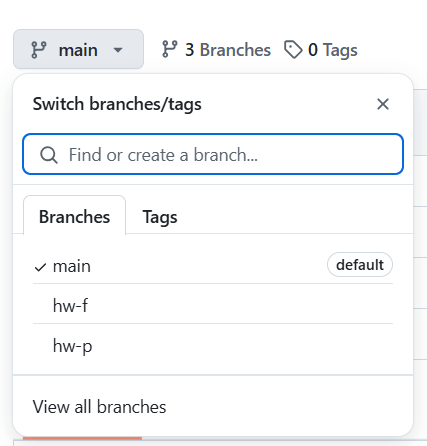 main 3 Branches 0 Tags
Switch branches/tags
Find or create a branch...
Branches Tags
main default
hw-f
hw-p
View all branches